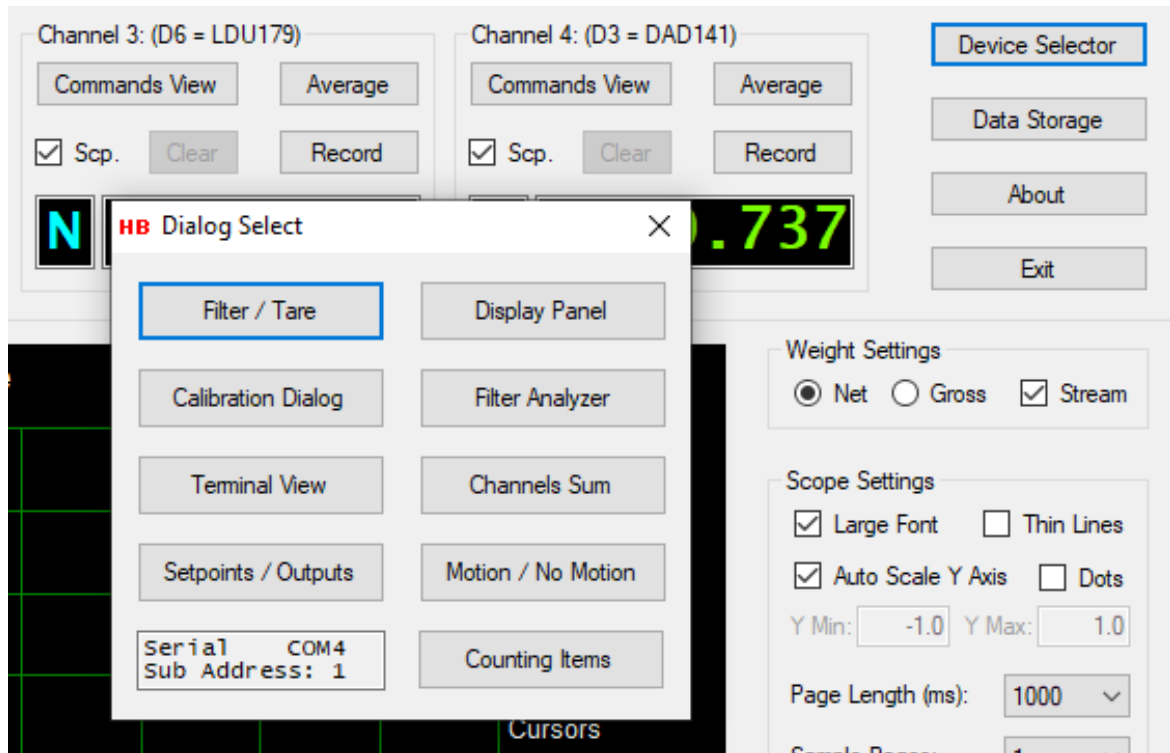 Channel 3: (D6 = LDU179)
Commands View
Average
Scp.
Clear
Record
N
Channel 4: (D3 = DAD141)
Commands View
Average
Scp.
Clear
Record
.737
Device Selector
Data Storage
About
Exit
HB Dialog Select
Filter / Tare
Display Panel
Calibration Dialog
Filter Analyzer
Terminal View
Channels Sum
Setpoints / Outputs
Motion / No Motion
Serial COM4
Sub Address: 1
Counting Items
Cursors
Weight Settings
Net
Gross
Stream
Scope Settings
Large Font
Thin Lines
Auto Scale Y Axis
Dots
Y Min: -1.0 Y Max: 1.0
Page Length (ms): 1000